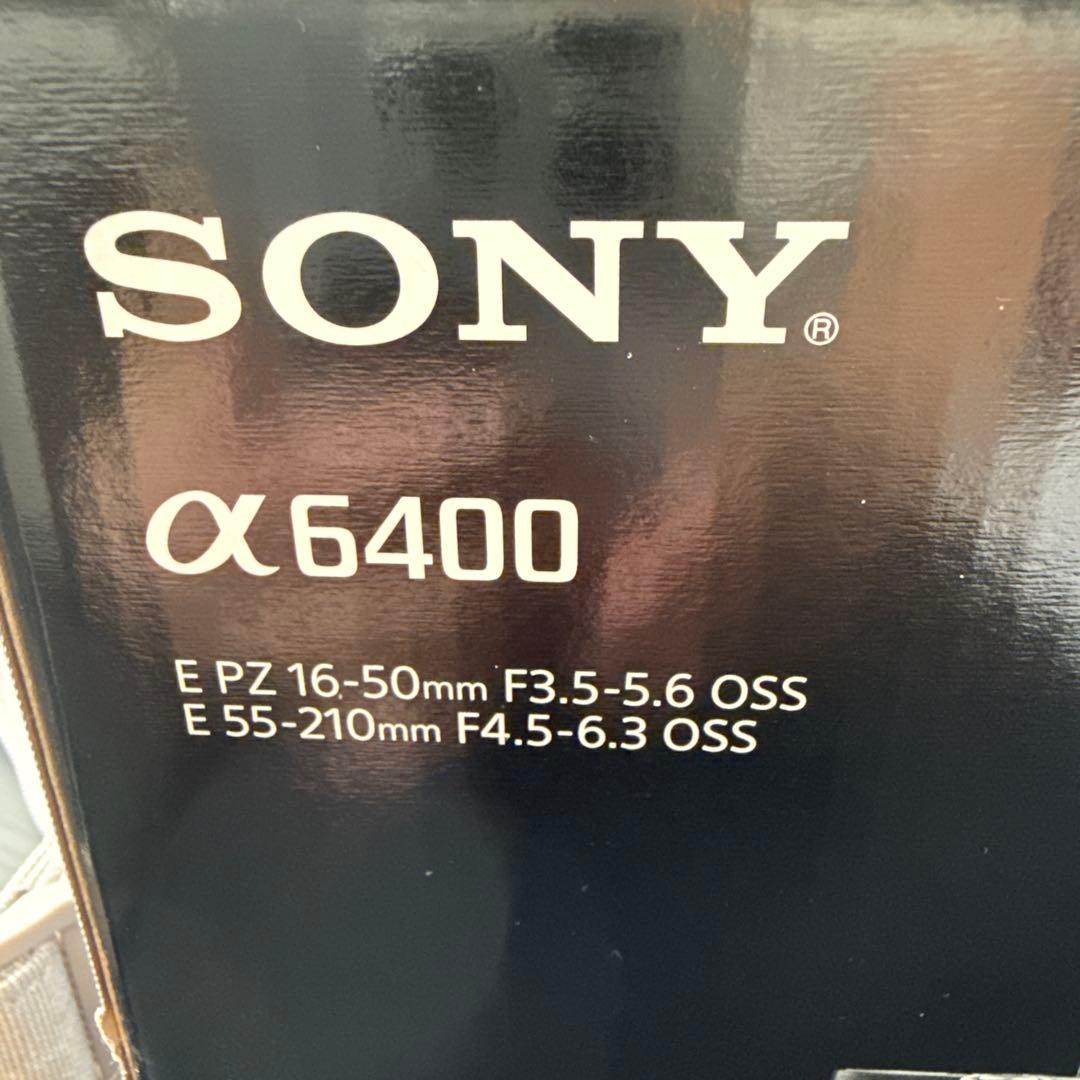 SONY®
α6400
E PZ 16-50mm F3.5-5.6 OSS
E 55-210mm F4.5-6.3 OSS